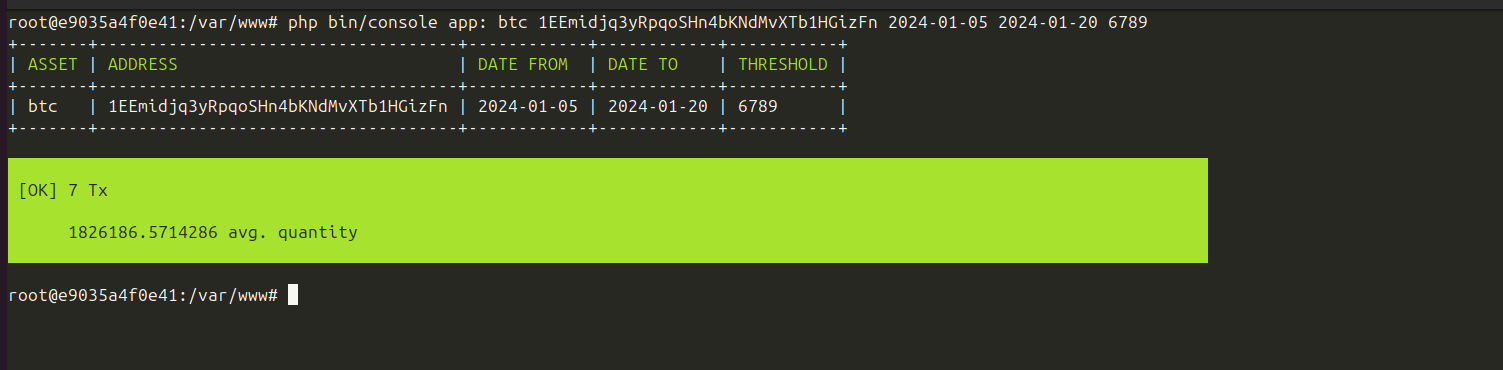 root@e9035a4f0e41:/var/www# php bin/console app: btc 1EEmidjq3yRpqoSHn4bKNdMvXTb1HGizFn 2024-01-05 2024-01-20 6789
+-------+------------------------------------+------------+------------+-----------+
| ASSET | ADDRESS                            | DATE FROM  | DATE TO    | THRESHOLD |
+-------+------------------------------------+------------+------------+-----------+
| btc   | 1EEmidjq3yRpqoSHn4bKNdMvXTb1HGizFn | 2024-01-05 | 2024-01-20 | 6789      |
+-------+------------------------------------+------------+------------+-----------+
[OK] 7 Tx
1826186.5714286 avg. quantity
root@e9035a4f0e41:/var/www#